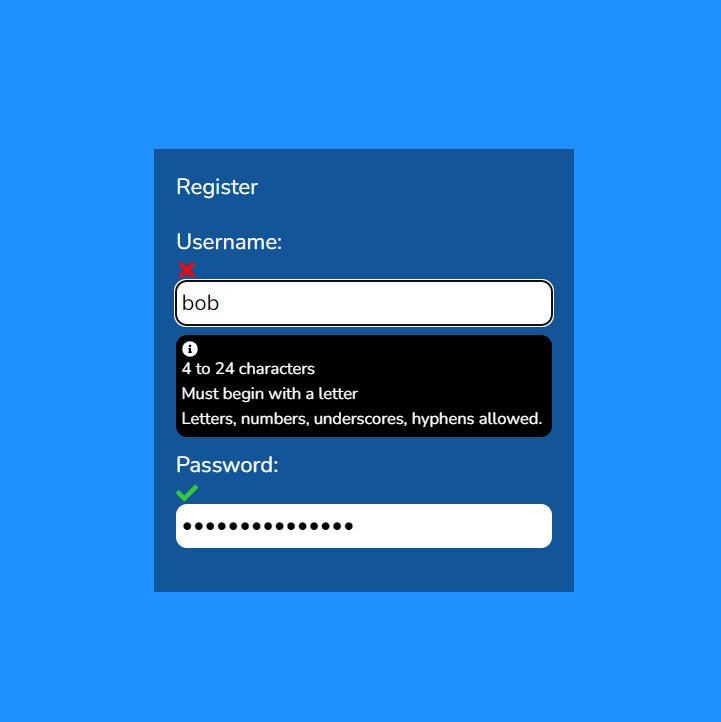 Register
Username:
bob
4 to 24 characters
Must begin with a letter
Letters, numbers, underscores, hyphens allowed.
Password:
•••••••••••••••